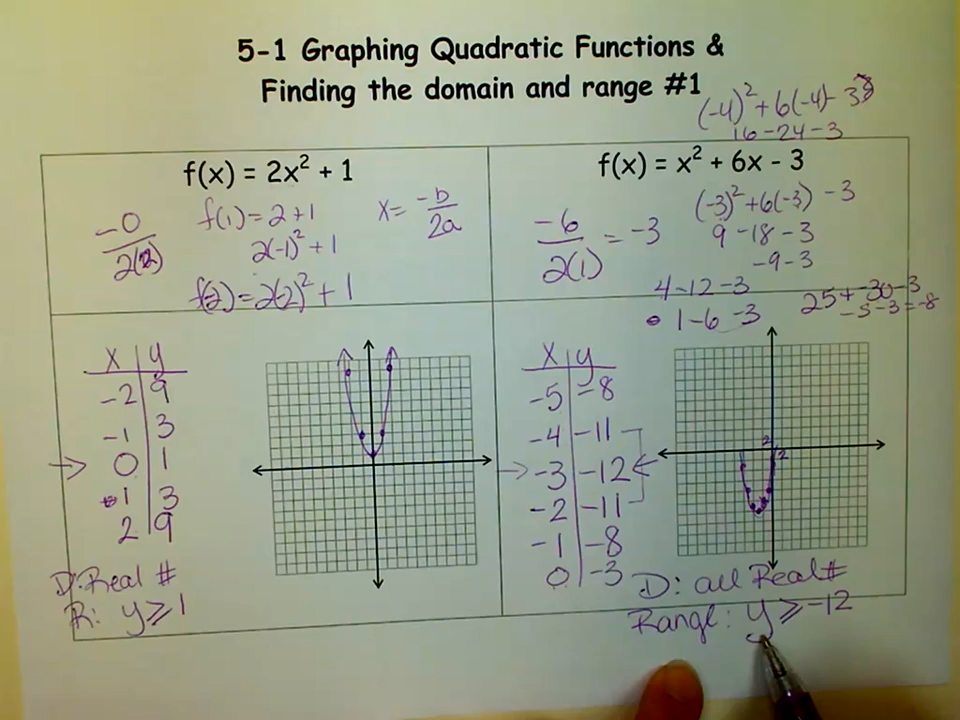 5-1 Graphing Quadratic Functions &
Finding the domain and range #1
(-4)² + 6(-4) - 3
16 - 24 - 3
f(x) = 2x² + 1
-0
2(2)
f(1) = 2 + 1
2(-1)² + 1
f(2) = 2(2)² + 1
x = -b
2a
f(x) = x² + 6x - 3
-6
2(1) = -3
(-3)² + 6(-3) - 3
9 - 18 - 3
-9 - 3
4 - 12 - 3
1 - 6 - 3
25 + -30 - 3
-5 - 3 = -8
x | y
-2 | 9
-1 | 3
0 | 1
1 | 3
2 | 9
D: Real #
R: y ≥ 1
x | y
-5 | -8
-4 | -11
-3 | -12
-2 | -11
-1 | -8
0 | -3
2
2
D: all Real #
Range: y ≥ -12